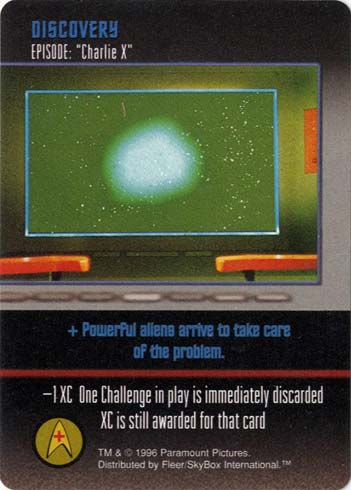 DISCOVERY
EPISODE: "Charlie X"
+ Powerful aliens arrive to take care
of the problem.
–1 XC One Challenge in play is immediately discarded
XC is still awarded for that card
TM & © 1996 Paramount Pictures.
Distributed by Fleer/SkyBox International.™